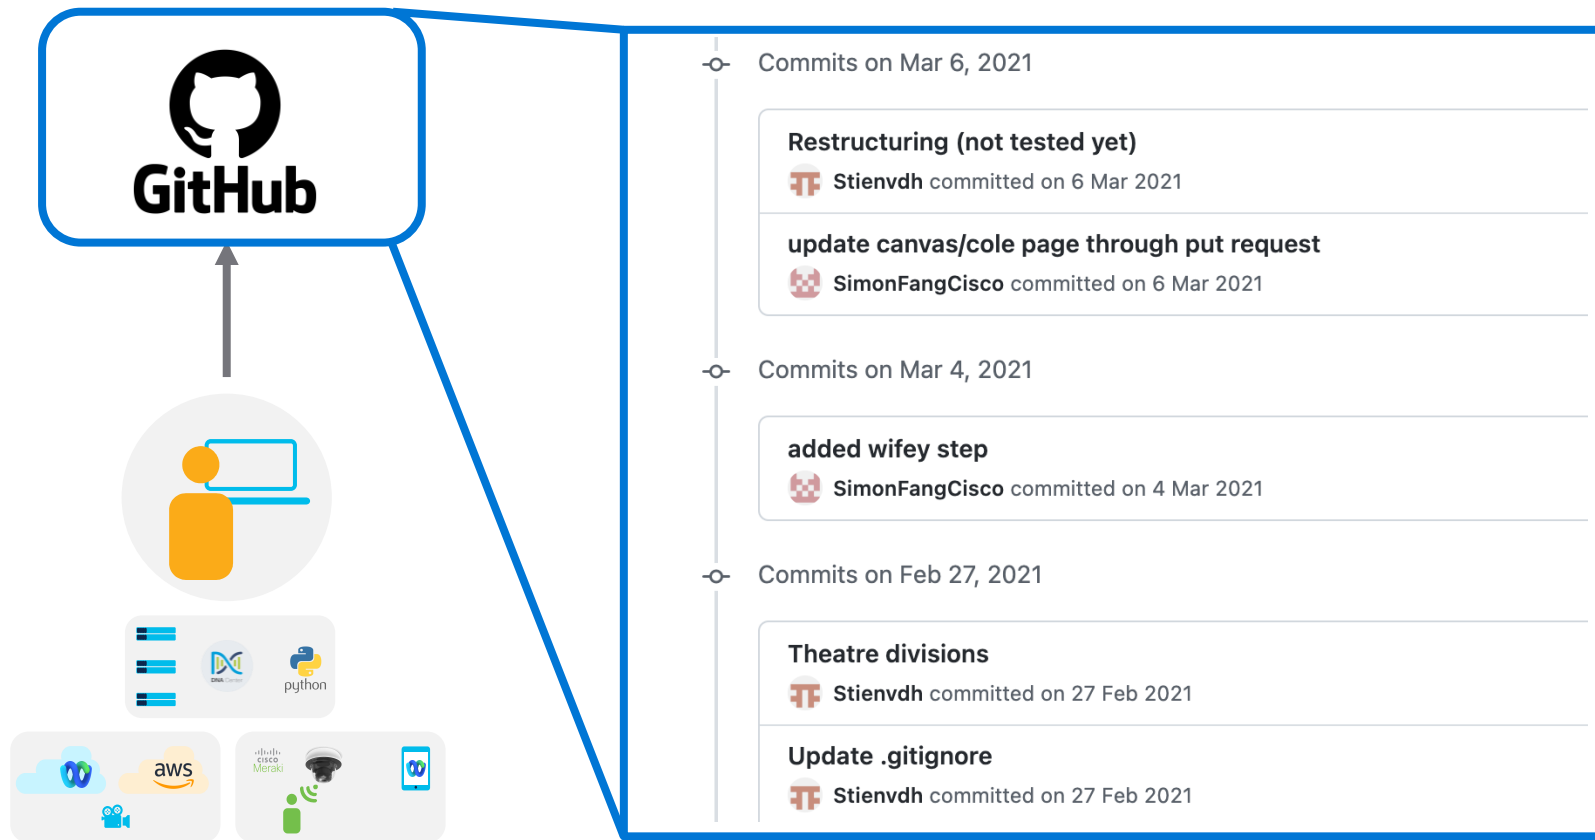 GitHub
DNA Center
python
aws
CISCO
Meraki
Commits on Mar 6, 2021
Restructuring (not tested yet)
Stienvdh committed on 6 Mar 2021
update canvas/cole page through put request
SimonFangCisco committed on 6 Mar 2021
Commits on Mar 4, 2021
added wifey step
SimonFangCisco committed on 4 Mar 2021
Commits on Feb 27, 2021
Theatre divisions
Stienvdh committed on 27 Feb 2021
Update .gitignore
Stienvdh committed on 27 Feb 2021